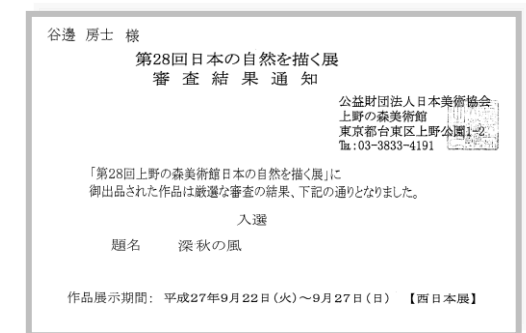 谷邊 房士 様
第28回日本の自然を描く展
審査結果通知
公益財団法人日本美術協会
上野の森美術館
東京都台東区上野公園1-2
℡:03-3833-4191
「第28回上野の森美術館日本の自然を描く展」に
御出品された作品は厳選な審査の結果、下記の通りとなりました。
入選
題名 深秋の風
作品展示期間: 平成27年9月22日(火)～9月27日(日) 【西日本展】